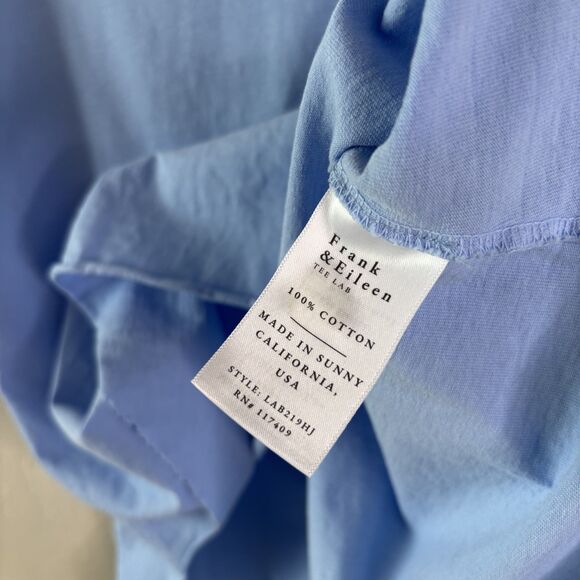 Frank
&Eileen
TEE LAB
100% COTTON
MADE IN SUNNY
CALIFORNIA,
USA
STYLE: LAB219HJ
RN# 117409